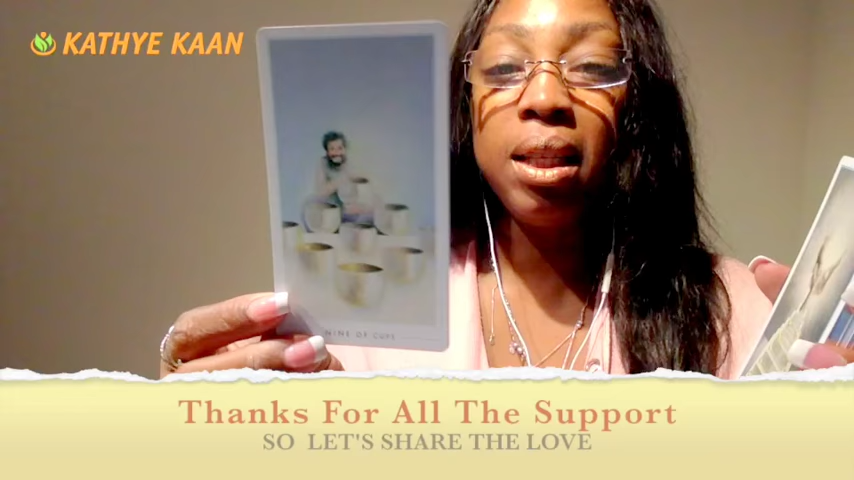 KATHYE KAAN
NINE OF CUPS
Thanks For All The Support
SO LET'S SHARE THE LOVE